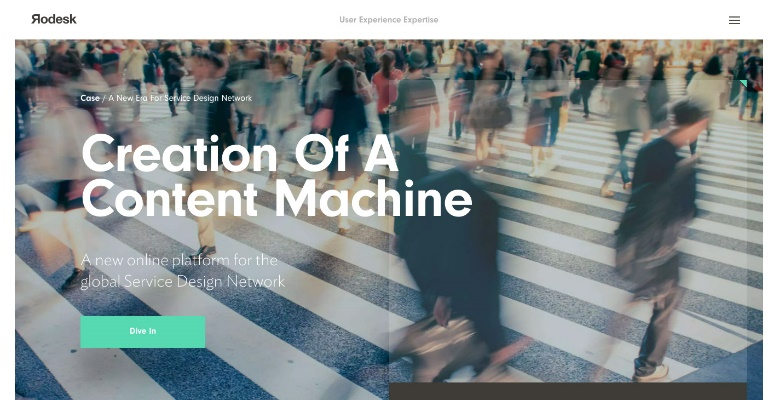 Rodesk
User Experience Expertise
Case / A New Era For Service Design Network
Creation Of A
Content Machine
A new online platform for the
global Service Design Network
Dive In